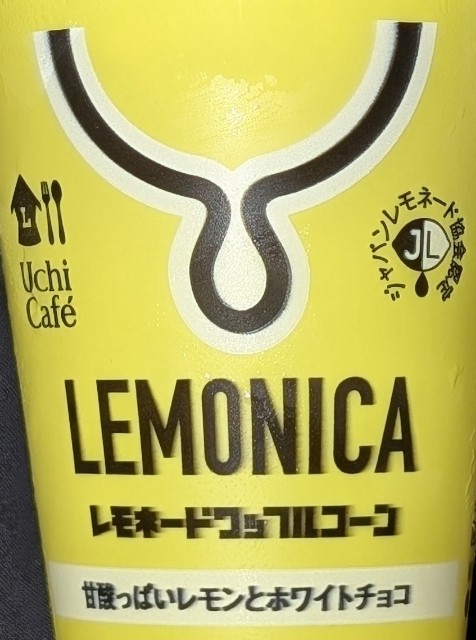 Uchi
Café
ジャパンレモネード協会認定
JL
LEMONICA
レモネードワッフルコーン
甘酸っぱいレモンとホワイトチョコ